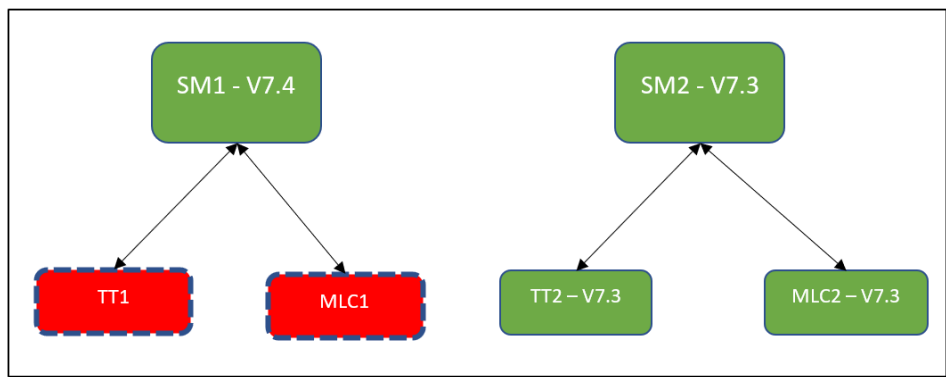 SM1 - V7.4
SM2 - V7.3
TT1
MLC1
TT2 – V7.3
MLC2 – V7.3